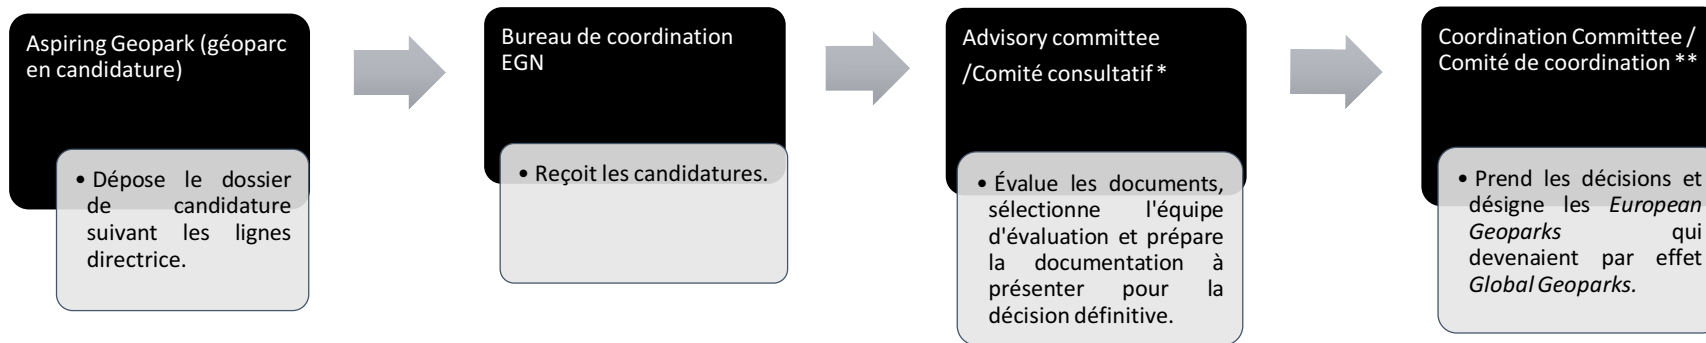 Aspiring Geopark (géoparc
en candidature)
• Dépose le dossier
de candidature
suivant les lignes
directrice.
Bureau de coordination
EGN
• Reçoit les candidatures.
Advisory committee
/Comité consultatif *
• Évalue les documents,
sélectionne l'équipe
d'évaluation et prépare
la documentation à
présenter pour la
décision définitive.
Coordination Committee /
Comité de coordination **
• Prend les décisions et
désigne les European
Geoparks qui
devenaient par effet
Global Geoparks.